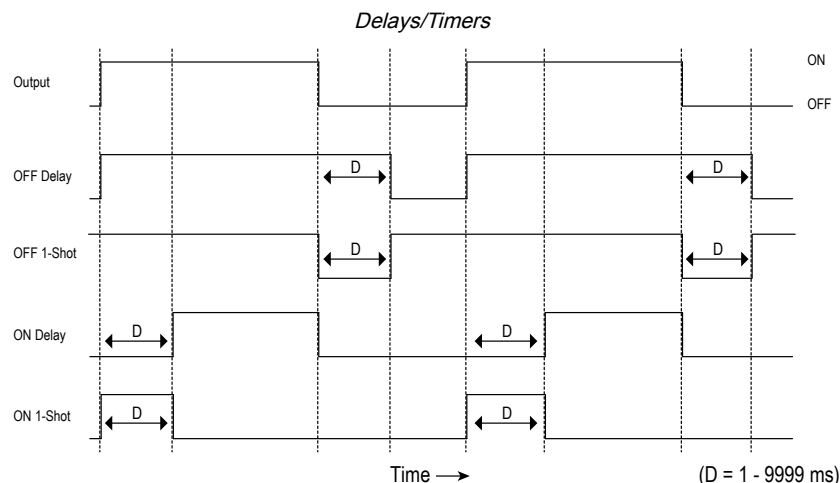 Delays/Timers
Output
ON
OFF
OFF Delay
D
D
OFF 1-Shot
D
D
ON Delay
D
D
ON 1-Shot
D
D
Time →
(D = 1 - 9999 ms)